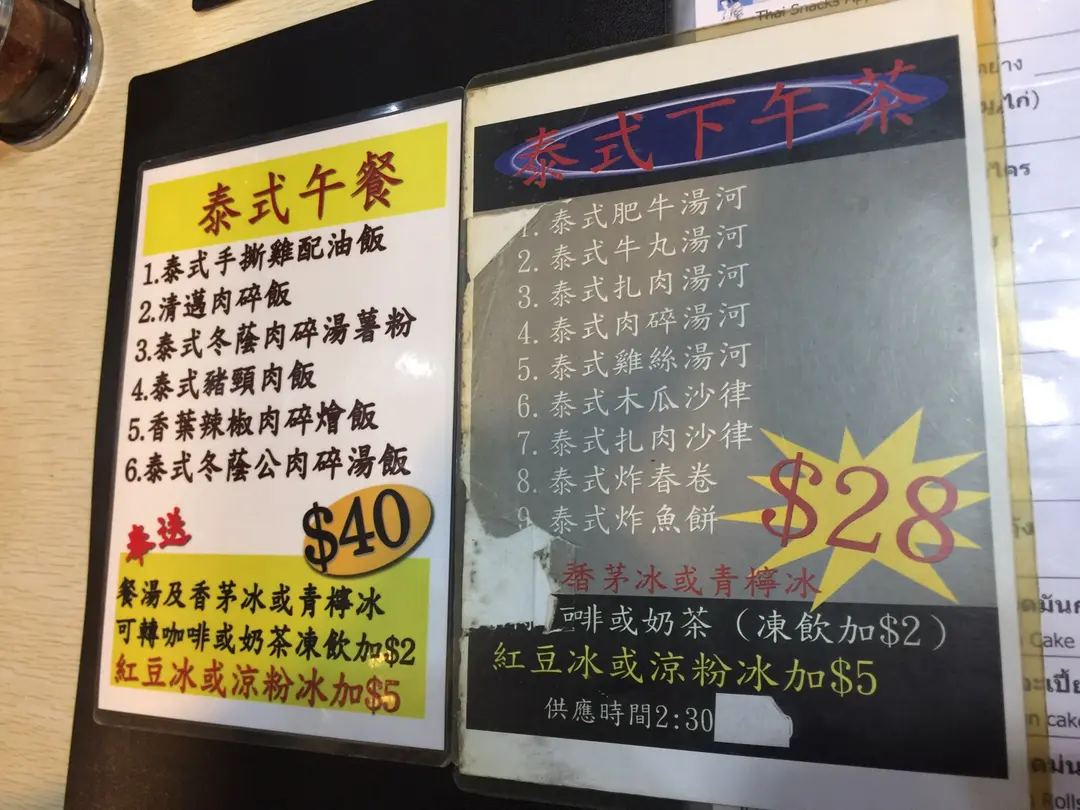 泰式午餐
1.泰式手撕雞配油飯
2.清邁肉碎飯
3.泰式冬蔭肉碎湯薯粉
4.泰式豬頸肉飯
5.香葉辣椒肉碎燴飯
6.泰式冬蔭公肉碎湯飯
$40
奉送
餐湯及香茅冰或青檸冰
可轉咖啡或奶茶凍飲加$2
紅豆冰或涼粉冰加$5
泰式下午茶
1. 泰式肥牛湯河
2. 泰式牛丸湯河
3. 泰式扎肉湯河
4. 泰式肉碎湯河
5. 泰式雞絲湯河
6. 泰式木瓜沙律
7. 泰式扎肉沙律
8. 泰式炸春卷
9 泰式炸魚餅
$28
香茅冰或青檸冰
啡或奶茶（凍飲加$2）
紅豆冰或涼粉冰加$5
供應時間2:30
Thai Snacks
ไก่)
Cake
cake
Rolls